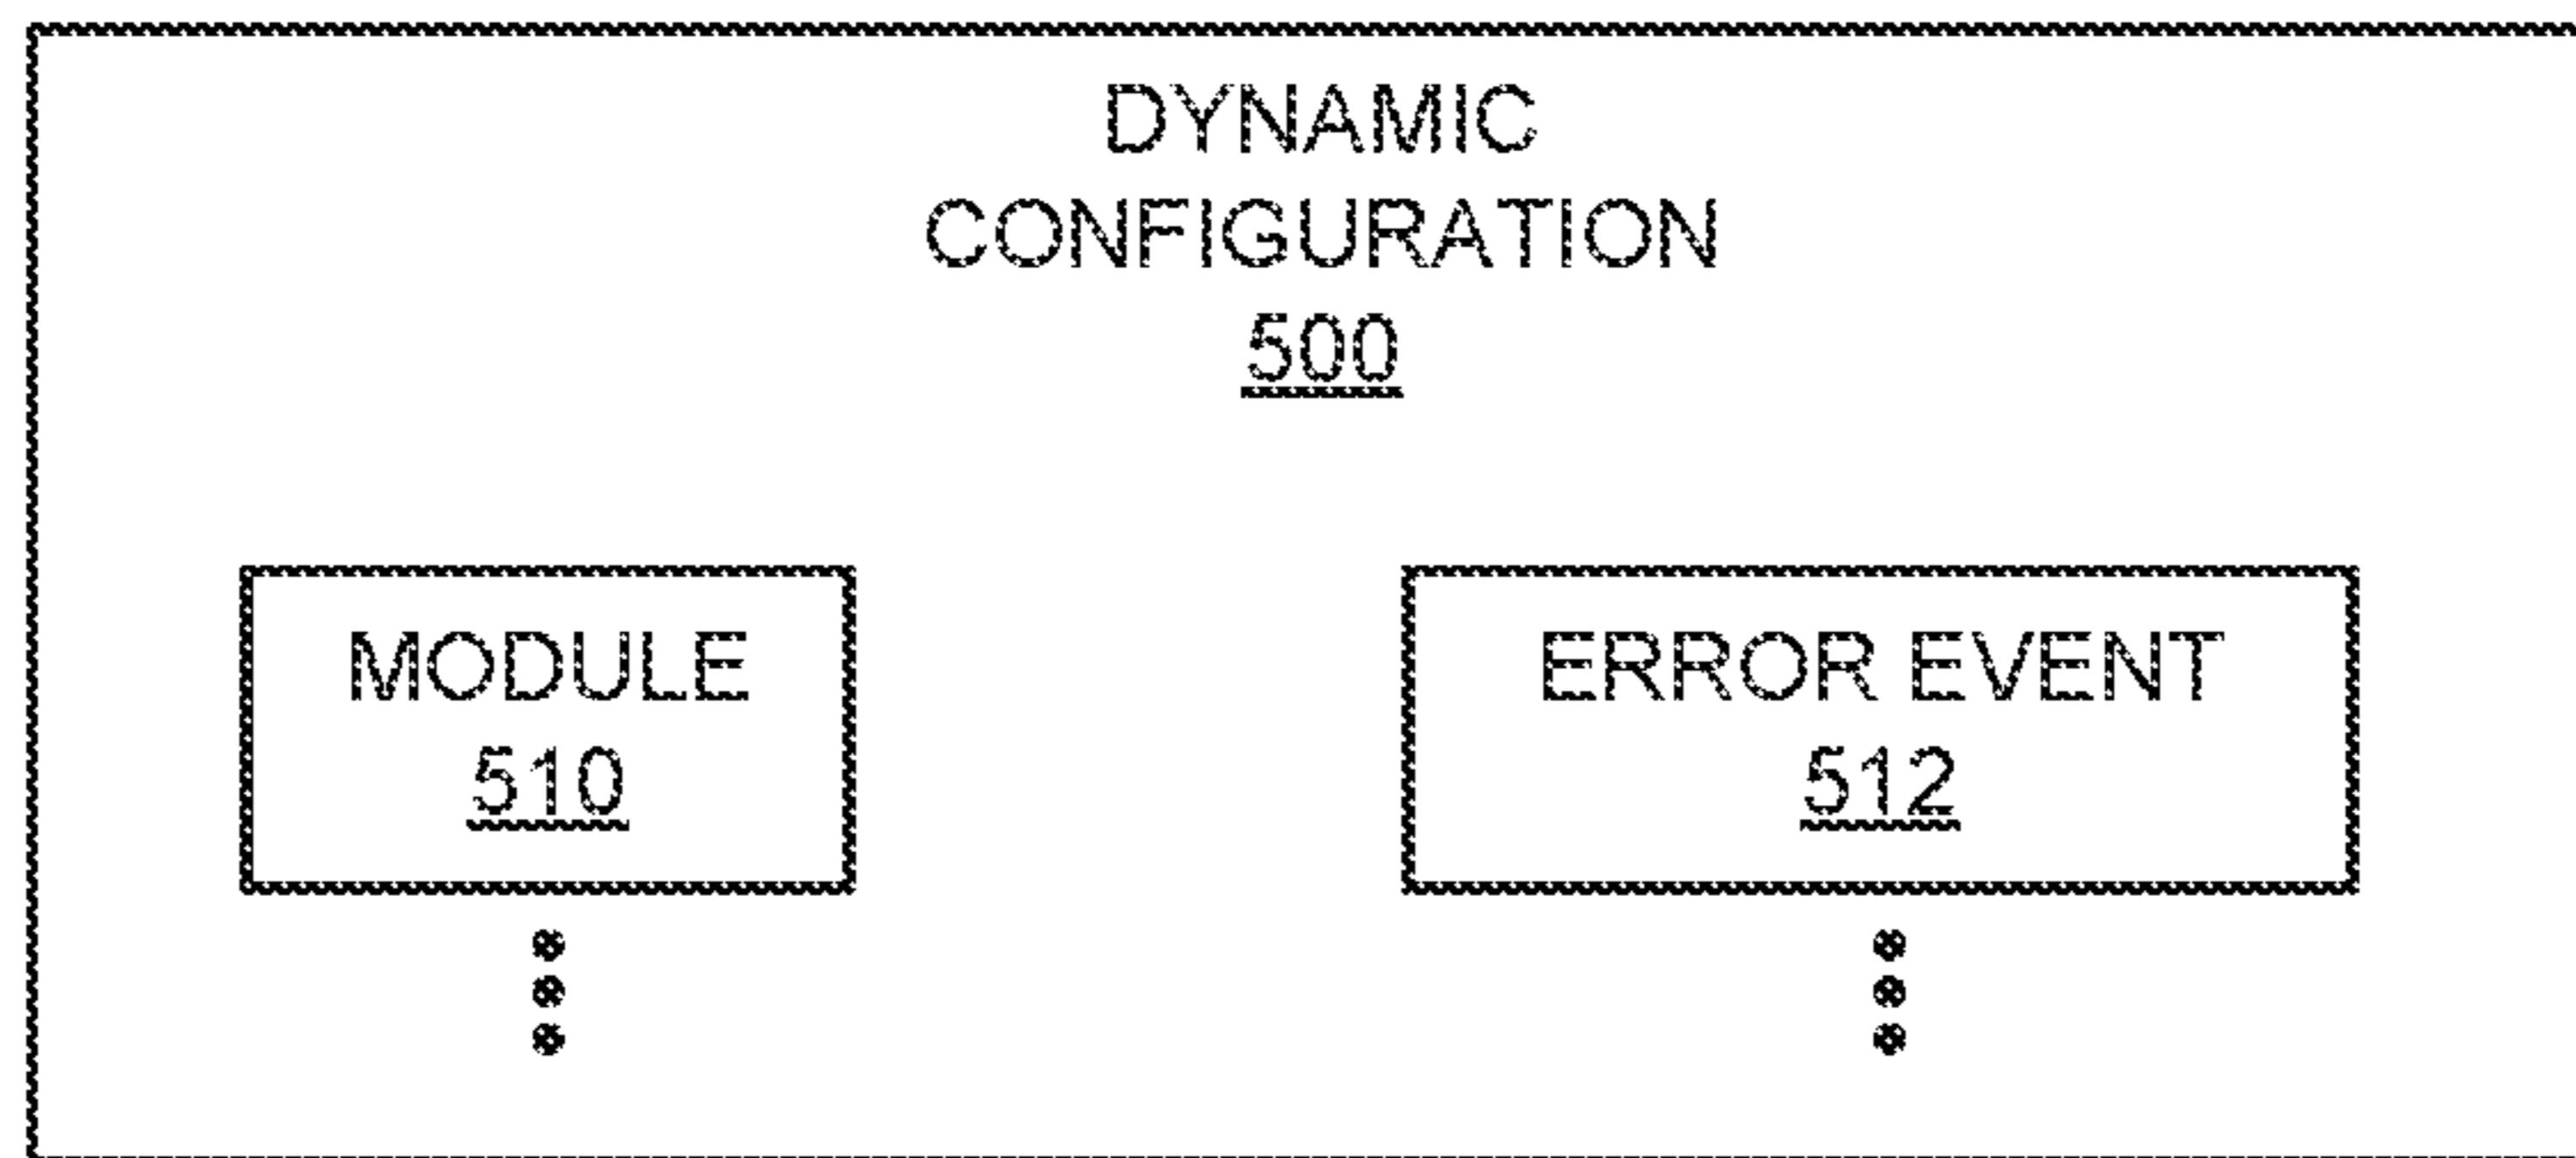 DYNAMIC
CONFIGURATION
500
MODULE
510
ERROR EVENT
512